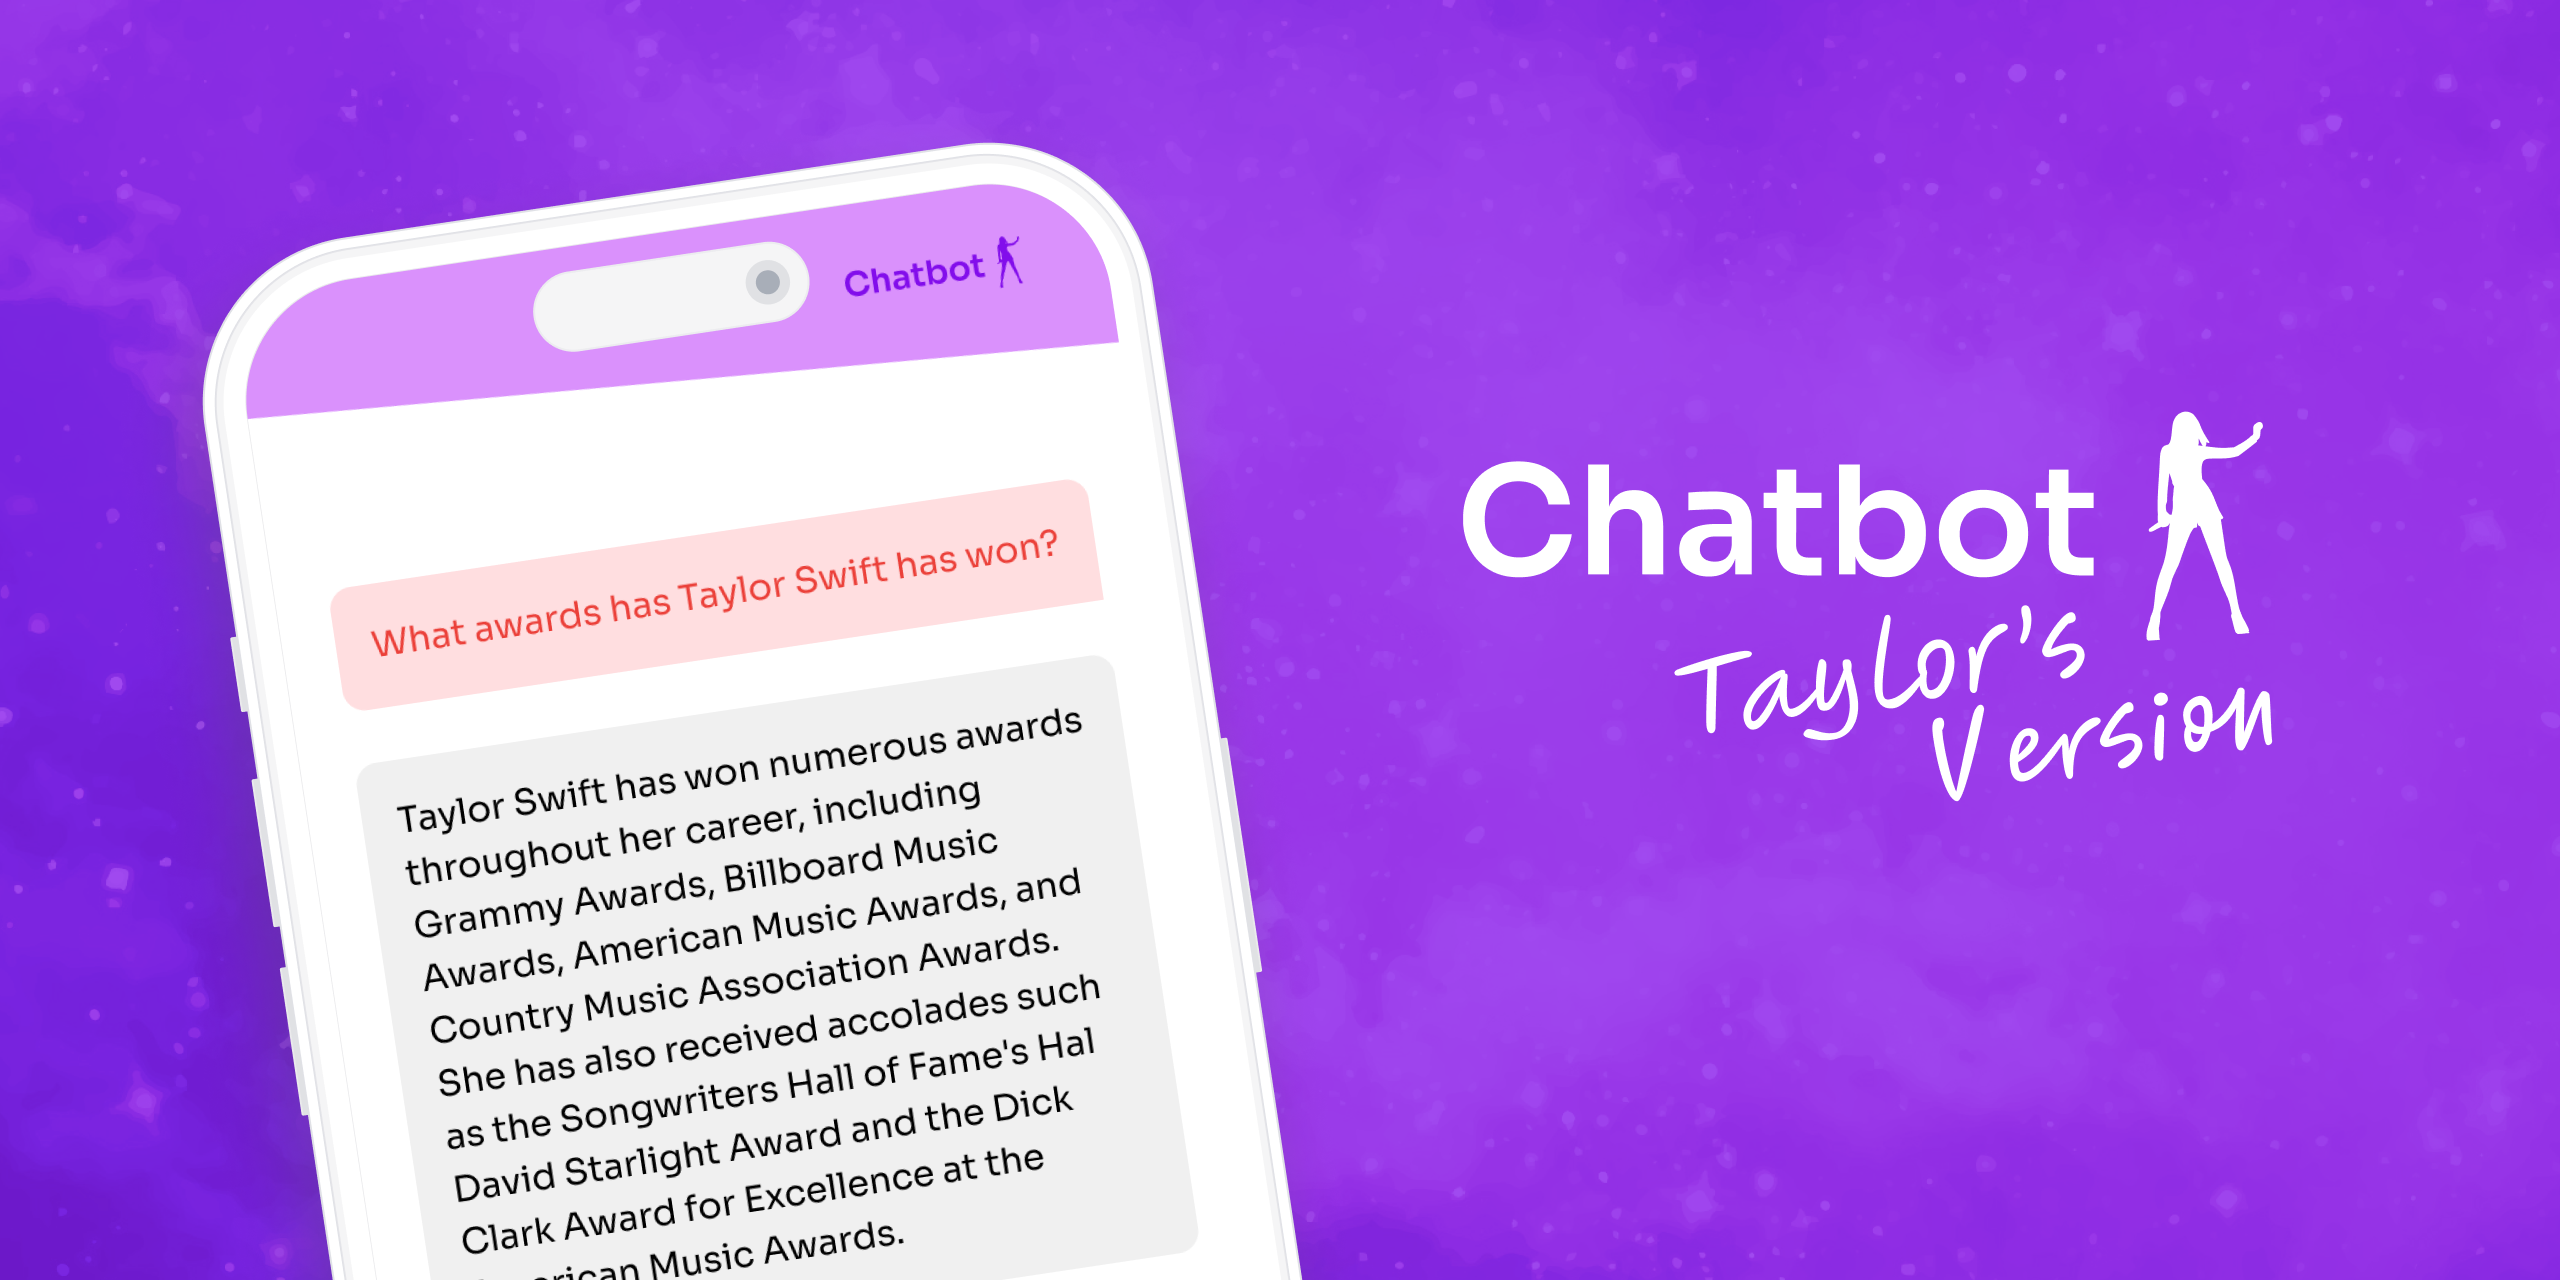 Chatbot
What awards has Taylor Swift has won?
Taylor Swift has won numerous awards
throughout her career, including
Grammy Awards, Billboard Music
Awards, American Music Awards, and
Country Music Association Awards.
She has also received accolades such
as the Songwriters Hall of Fame's Hal
David Starlight Award and the Dick
Clark Award for Excellence at the
American Music Awards.
Chatbot
Taylor's
Version